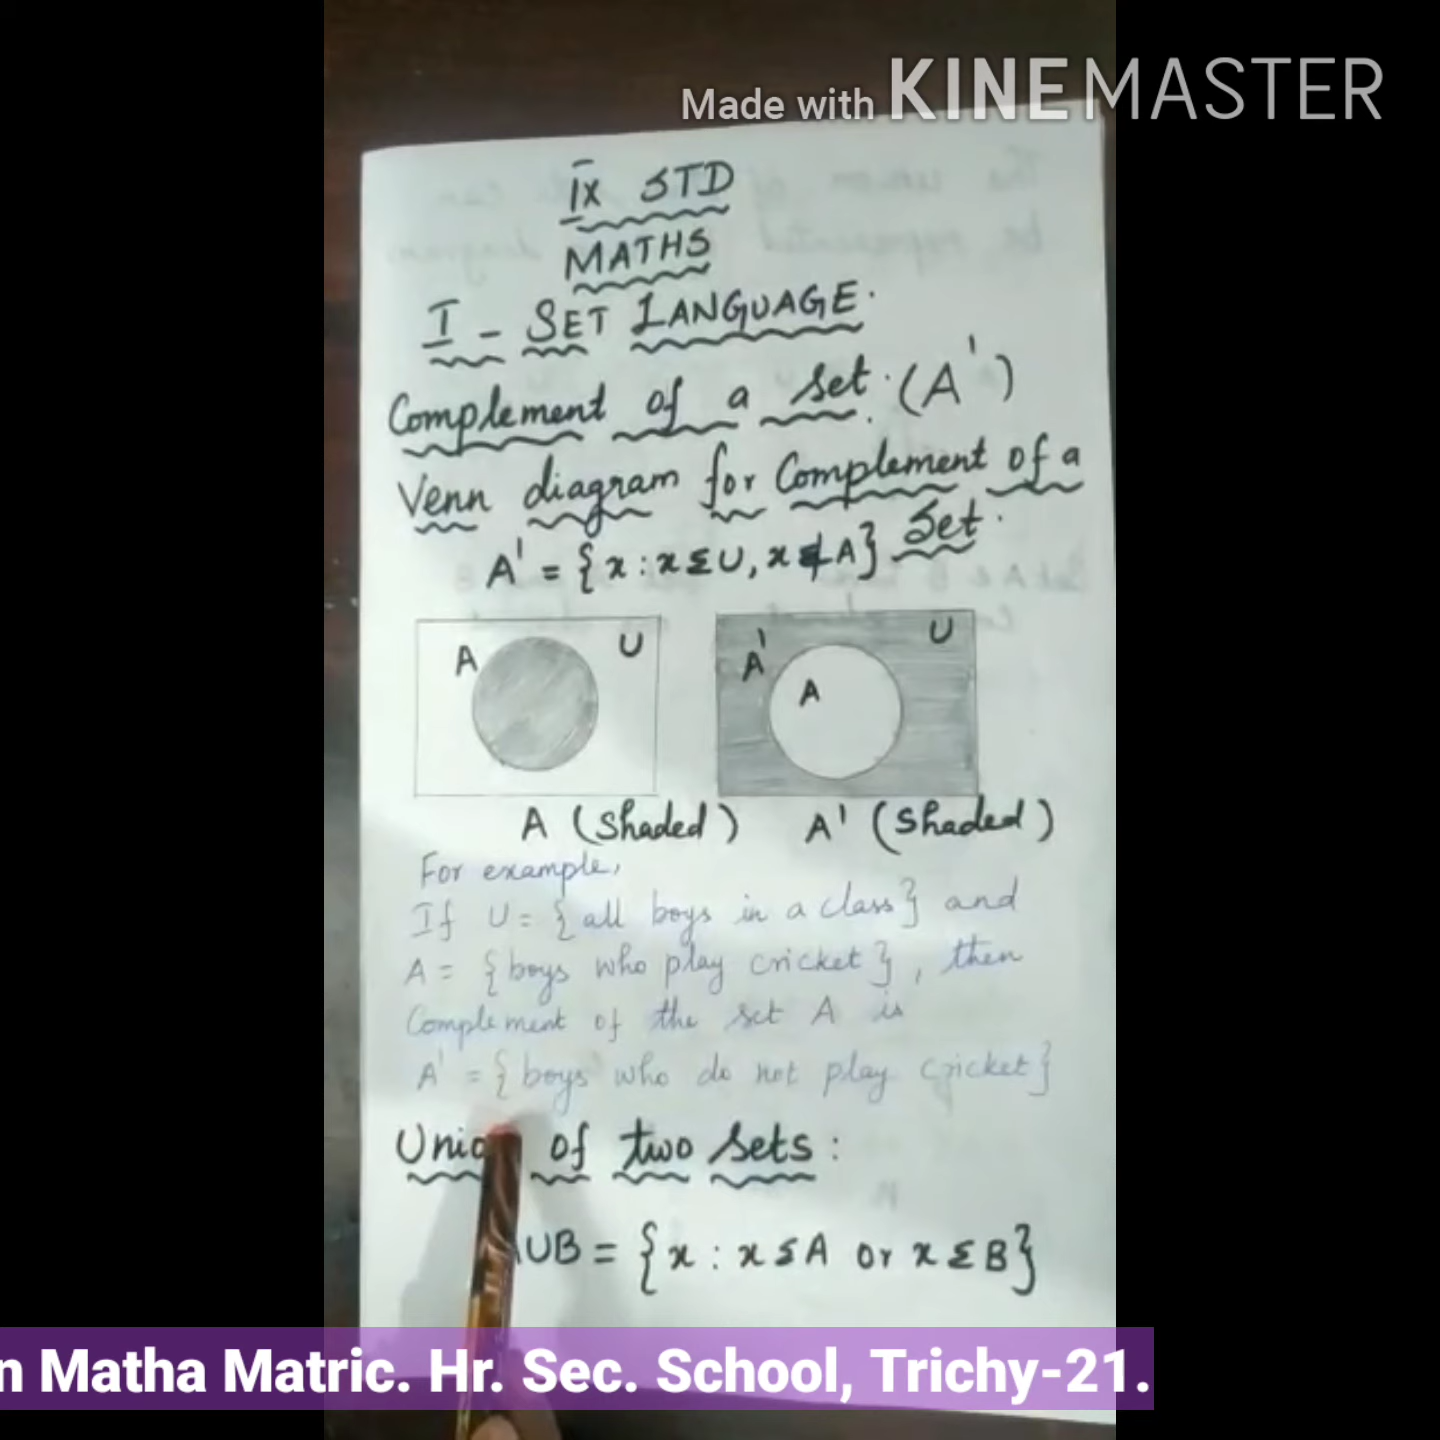 Made with KINEMASTER
IX STD
MATHS
I - SET LANGUAGE.
Complement of a set. (A')
Venn diagram for Complement of a
Set.
A' = {x : x Σ U, x ∉ A}
A U
A' U
A
A (Shaded) A' (Shaded)
For example,
If U = {all boys in a class} and
A = {boys who play cricket}, then
Complement of the set A is
A' = {boys who do not play cricket}
of two sets :
UB = {x : x Σ A or x Σ B}
n Matha Matric. Hr. Sec. School, Trichy-21.